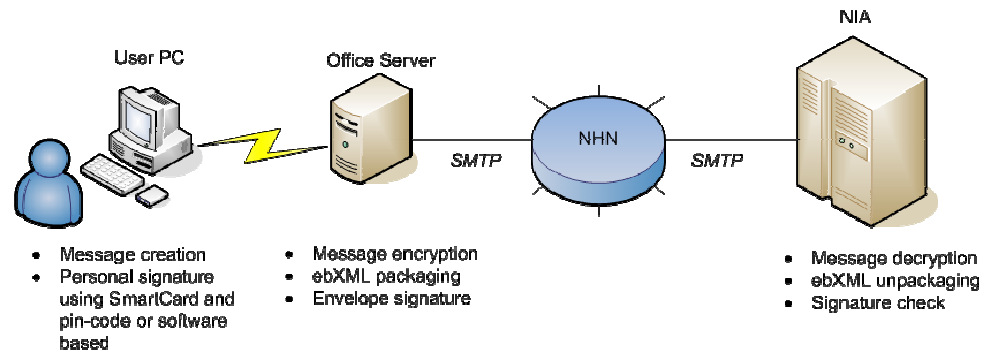 NIA
User PC
Office Server
NHN
SMTP
SMTP
• Message creation
• Personal signature
using SmartCard and
pin-code or software
based
• Message encryption
• ebXML packaging
• Envelope signature
• Message decryption
• ebXML unpackaging
• Signature check